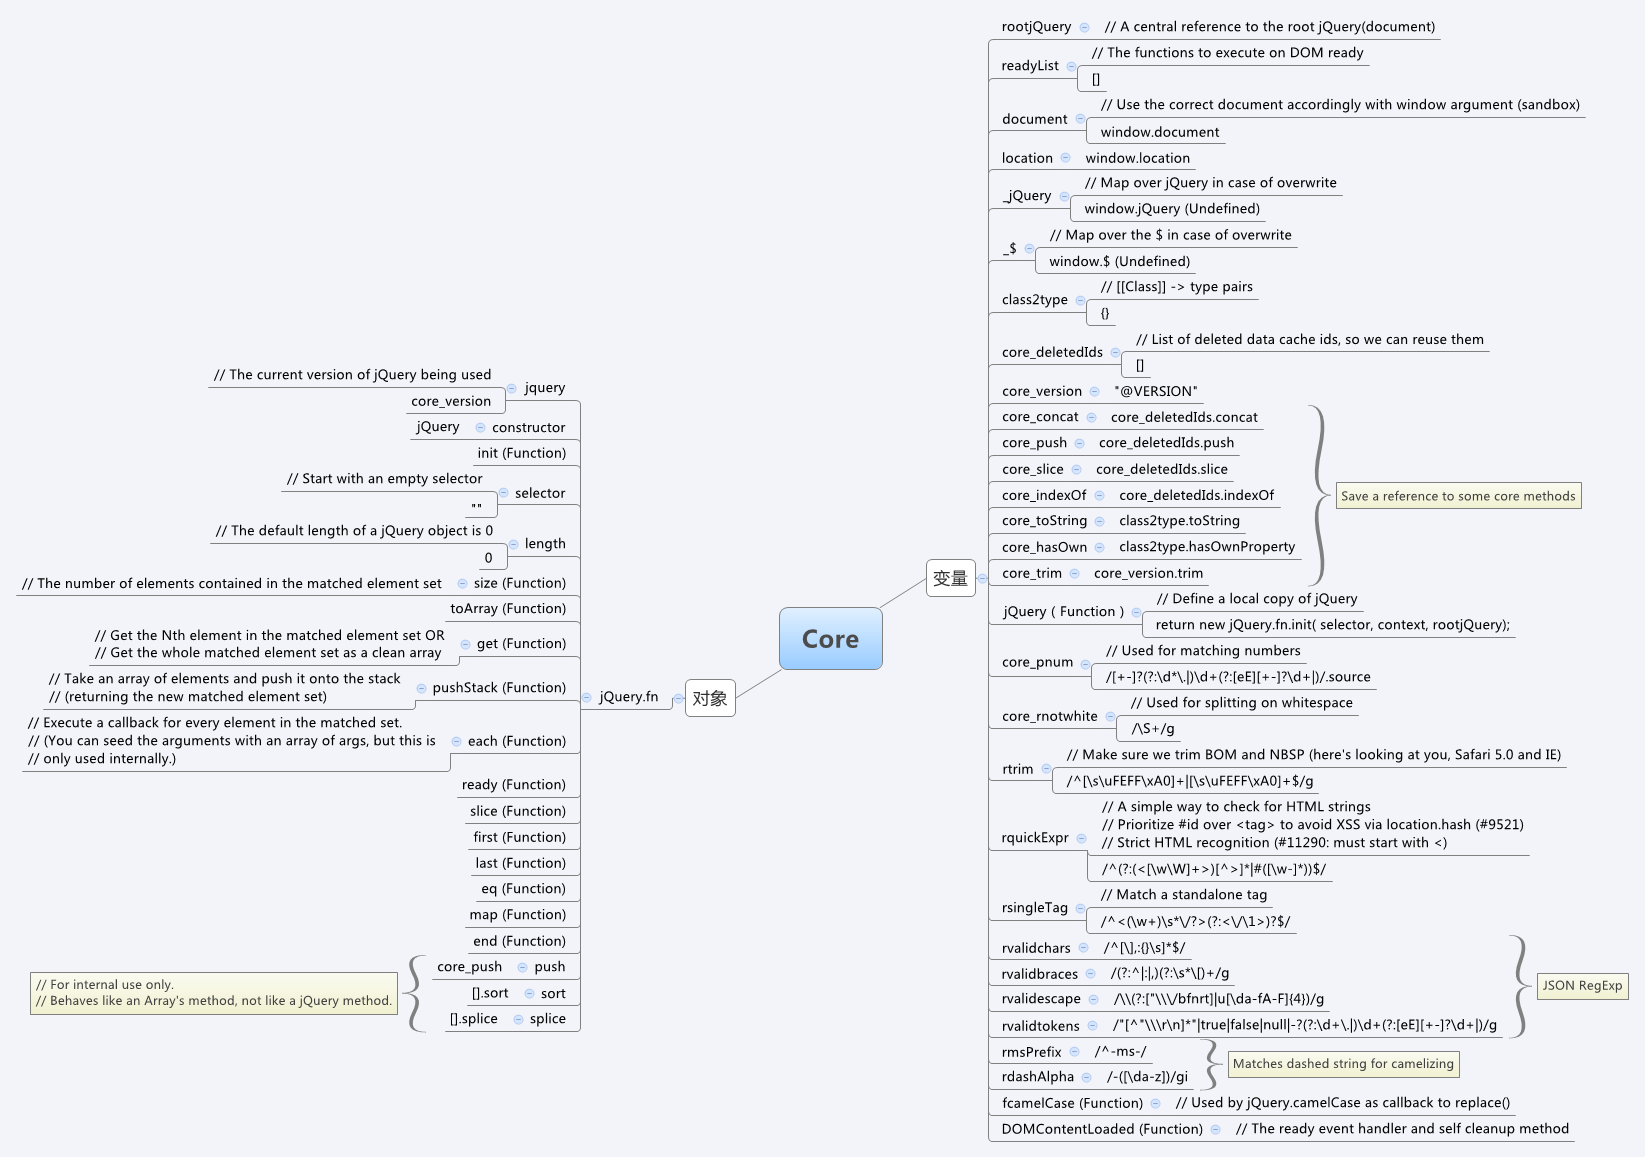 Core
变量
rootjQuery // A central reference to the root jQuery(document)
readyList
// The functions to execute on DOM ready
[]
document
// Use the correct document accordingly with window argument (sandbox)
window.document
location window.location
_jQuery
// Map over jQuery in case of overwrite
window.jQuery (Undefined)
_$
// Map over the $ in case of overwrite
window.$ (Undefined)
class2type
// [[Class]] -> type pairs
{}
core_deletedIds
// List of deleted data cache ids, so we can reuse them
[]
core_version "@VERSION"
core_concat core_deletedIds.concat
core_push core_deletedIds.push
core_slice core_deletedIds.slice
core_indexOf core_deletedIds.indexOf
core_toString class2type.toString
core_hasOwn class2type.hasOwnProperty
core_trim core_version.trim
Save a reference to some core methods
jQuery ( Function )
// Define a local copy of jQuery
return new jQuery.fn.init( selector, context, rootjQuery);
core_pnum
// Used for matching numbers
/[+-]?(?:\d*\.|)\d+(?:[eE][+-]?\d+|)/.source
core_rnotwhite
// Used for splitting on whitespace
/\S+/g
rtrim
// Make sure we trim BOM and NBSP (here's looking at you, Safari 5.0 and IE)
/^[\s\uFEFF\xA0]+|[\s\uFEFF\xA0]+$/g
rquickExpr
// A simple way to check for HTML strings
// Prioritize #id over <tag> to avoid XSS via location.hash (#9521)
// Strict HTML recognition (#11290: must start with <)
/^(?:(<[\w\W]+>)[^>]*|#([\w-]*))$/
rsingleTag
// Match a standalone tag
/^<(\w+)\s*\/?>(?:<\/\1>)?$/
rvalidchars /^[\],:{}\s]*$/
rvalidbraces /(?:^|:|,)(?:\s*\[)+/g
rvalidescape /\\(?:["\\\/bfnrt]|u[\da-fA-F]{4})/g
rvalidtokens /"[^"\\\r\n]*"|true|false|null|-?(?:\d+\.|)\d+(?:[eE][+-]?\d+|)/g
JSON RegExp
rmsPrefix /^-ms-/
rdashAlpha /-([\da-z])/gi
Matches dashed string for camelizing
fcamelCase (Function) // Used by jQuery.camelCase as callback to replace()
DOMContentLoaded (Function) // The ready event handler and self cleanup method
对象
jQuery.fn
// The current version of jQuery being used
core_version
jquery
jQuery constructor
init (Function)
// Start with an empty selector
""
selector
// The default length of a jQuery object is 0
0
length
// The number of elements contained in the matched element set size (Function)
toArray (Function)
// Get the Nth element in the matched element set OR
// Get the whole matched element set as a clean array
get (Function)
// Take an array of elements and push it onto the stack
// (returning the new matched element set)
pushStack (Function)
// Execute a callback for every element in the matched set.
// (You can seed the arguments with an array of args, but this is
// only used internally.)
each (Function)
ready (Function)
slice (Function)
first (Function)
last (Function)
eq (Function)
map (Function)
end (Function)
core_push push
[].sort sort
[].splice splice
// For internal use only.
// Behaves like an Array's method, not like a jQuery method.